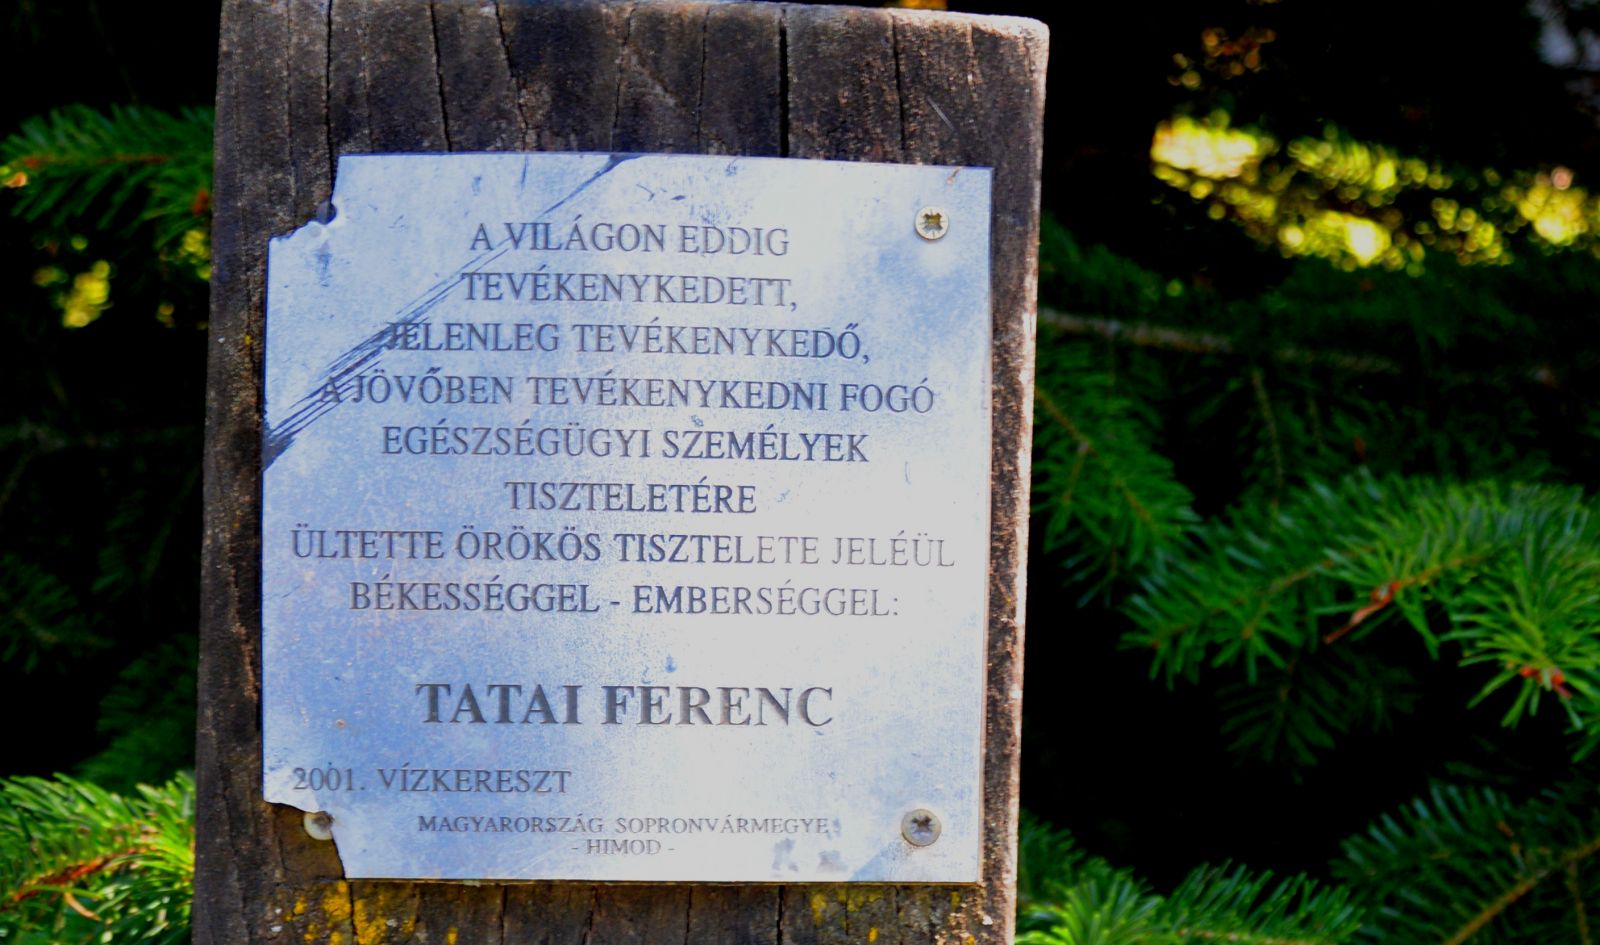 A VILÁGON EDDIG
TEVÉKENYKEDETT,
JELENLEG TEVÉKENYKEDŐ,
A JÖVŐBEN TEVÉKENYKEDNI FOGÓ
EGÉSZSÉGÜGYI SZEMÉLYEK
TISZTELETÉRE
ÜLTETTE ÖRÖKÖS TISZTELETE JELÉÜL
BÉKESSÉGGEL - EMBERSÉGGEL:
TATAI FERENC
2001. VÍZKERESZT
MAGYARORSZÁG SOPRONVÁRMEGYE
- HIMOD -